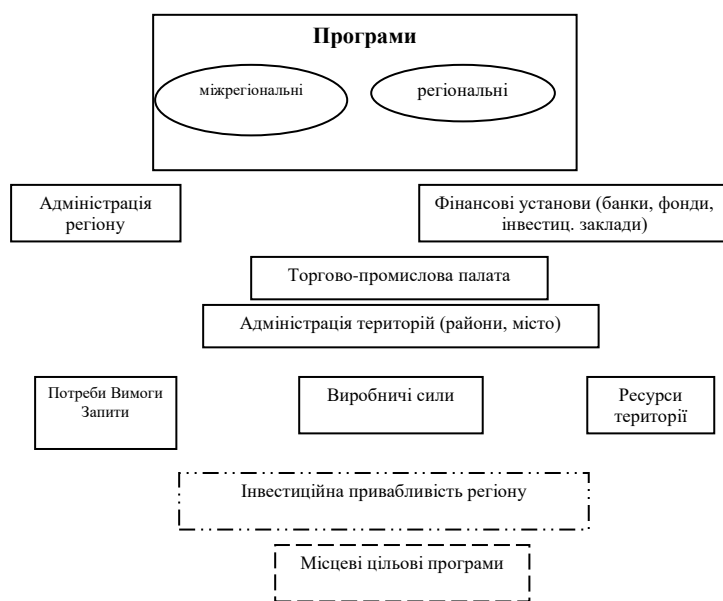 Програми
міжрегіональні
регіональні
Адміністрація
регіону
Фінансові установи (банки, фонди,
інвестиц. заклади)
Торгово-промислова палата
Адміністрація територій (райони, місто)
Потреби Вимоги
Запити
Виробничі сили
Ресурси
території
Інвестиційна привабливість регіону
Місцеві цільові програми